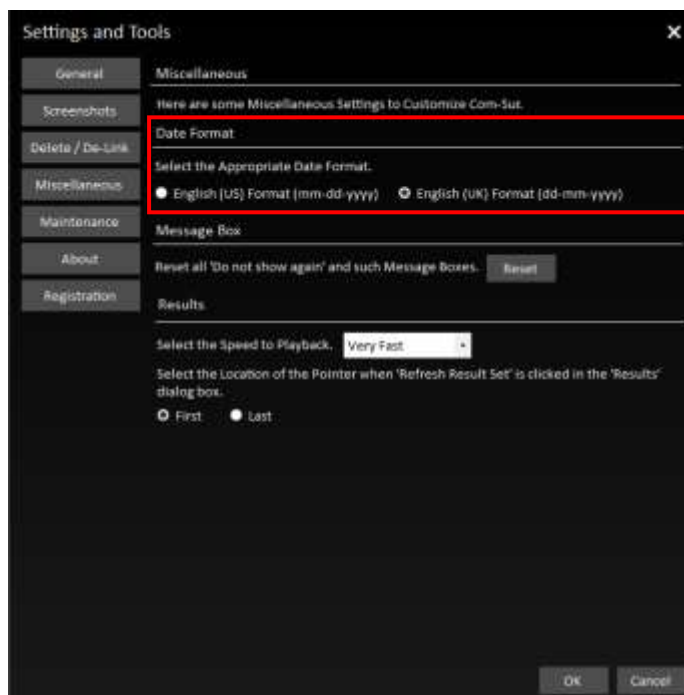 Settings and Tools
General
Screenshots
Delete / De-Link
Miscellaneous
Maintenance
About
Registration
Miscellaneous
Here are some Miscellaneous Settings to Customize Com-Sur.
Date Format
Select the Appropriate Date Format.
English (US) Format (mm-dd-yyyy) English (UK) Format (dd-mm-yyyy)
Message Box
Reset all 'Do not show again' and such Message Boxes. Reset
Results
Select the Speed to Playback. Very Fast
Select the Location of the Pointer when 'Refresh Result Set' is clicked in the 'Results'
dialog box.
First Last
OK Cancel